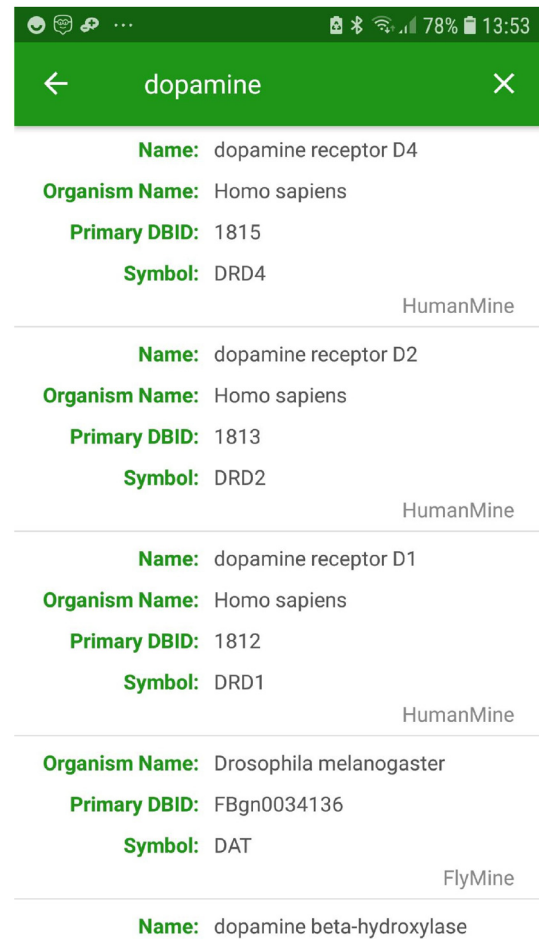 78% 13:53
dopamine
Name: dopamine receptor D4
Organism Name: Homo sapiens
Primary DBID: 1815
Symbol: DRD4
HumanMine
Name: dopamine receptor D2
Organism Name: Homo sapiens
Primary DBID: 1813
Symbol: DRD2
HumanMine
Name: dopamine receptor D1
Organism Name: Homo sapiens
Primary DBID: 1812
Symbol: DRD1
HumanMine
Organism Name: Drosophila melanogaster
Primary DBID: FBgn0034136
Symbol: DAT
FlyMine
Name: dopamine beta-hydroxylase